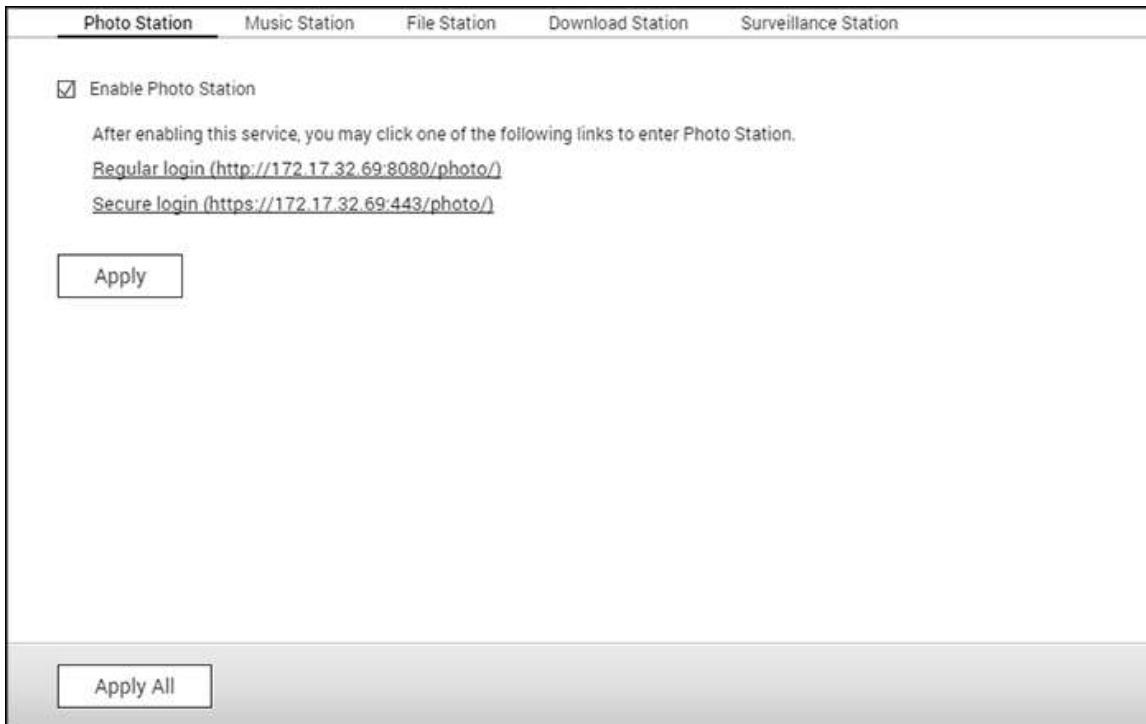 Photo Station Music Station File Station Download Station Surveillance Station
Enable Photo Station
After enabling this service, you may click one of the following links to enter Photo Station.
Regular login (http://172.17.32.69:8080/photo/)
Secure login (https://172.17.32.69:443/photo/)
Apply
Apply All